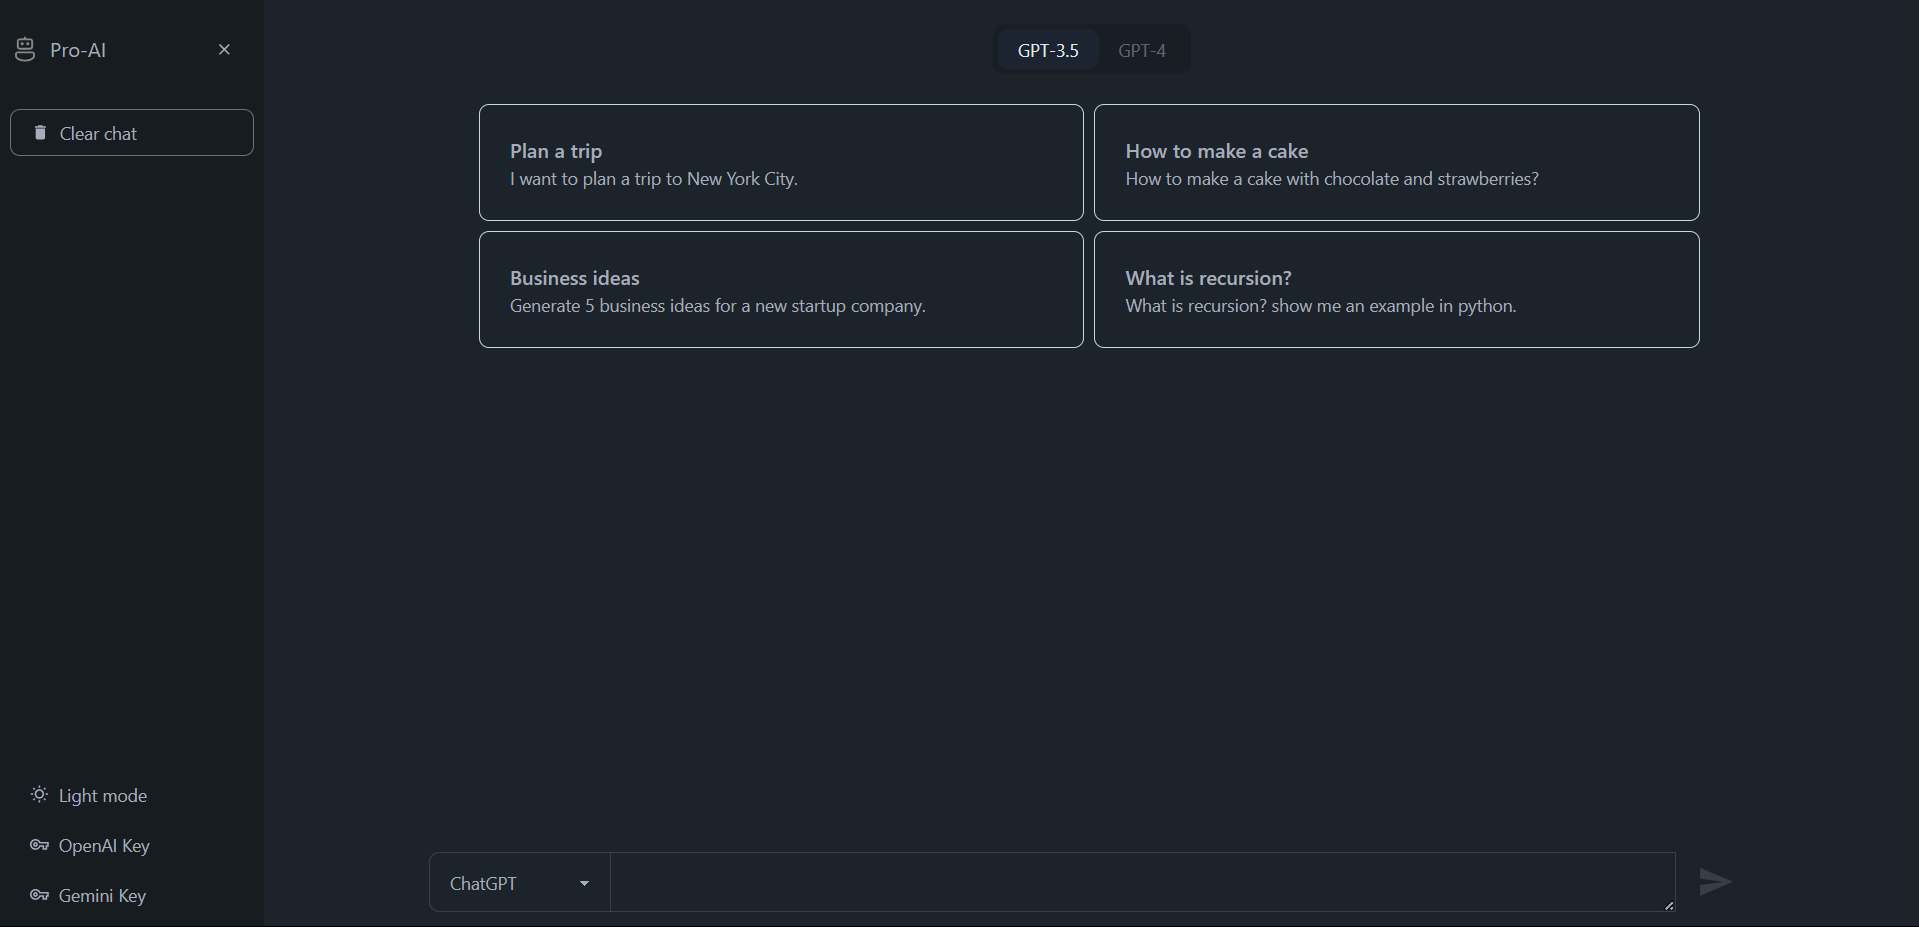 Pro-AI
Clear chat
Light mode
OpenAI Key
Gemini Key
GPT-3.5
GPT-4
Plan a trip
I want to plan a trip to New York City.
How to make a cake
How to make a cake with chocolate and strawberries?
Business ideas
Generate 5 business ideas for a new startup company.
What is recursion?
What is recursion? show me an example in python.
ChatGPT